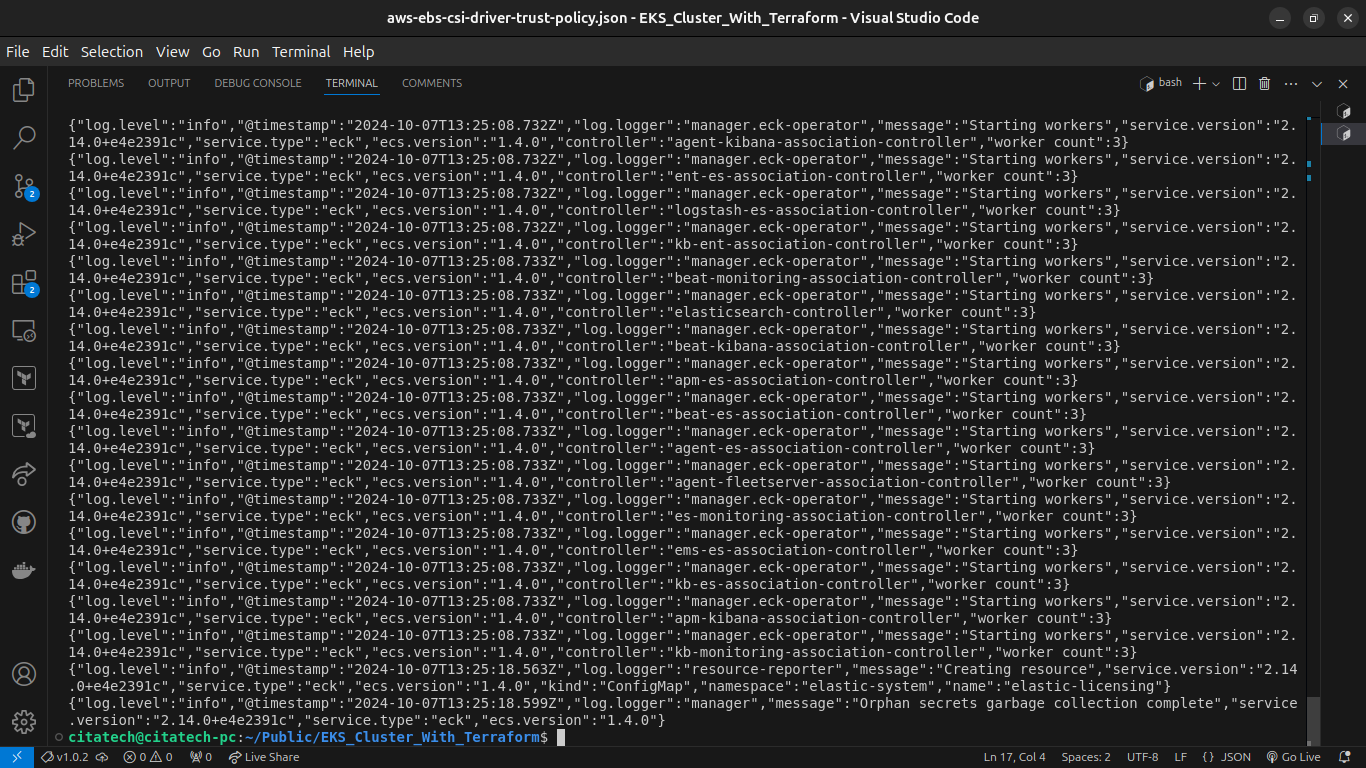 aws-ebs-csi-driver-trust-policy.json - EKS_Cluster_With_Terraform - Visual Studio Code
File Edit Selection View Go Run Terminal Help
PROBLEMS OUTPUT DEBUG CONSOLE TERMINAL COMMENTS bash
{"log.level":"info","@timestamp":"2024-10-07T13:25:08.732Z","log.logger":"manager.eck-operator","message":"Starting workers","service.version":"2.
14.0+e4e2391c","service.type":"eck","ecs.version":"1.4.0","controller":"agent-kibana-association-controller","worker count":3}
{"log.level":"info","@timestamp":"2024-10-07T13:25:08.732Z","log.logger":"manager.eck-operator","message":"Starting workers","service.version":"2.
14.0+e4e2391c","service.type":"eck","ecs.version":"1.4.0","controller":"ent-es-association-controller","worker count":3}
{"log.level":"info","@timestamp":"2024-10-07T13:25:08.732Z","log.logger":"manager.eck-operator","message":"Starting workers","service.version":"2.
14.0+e4e2391c","service.type":"eck","ecs.version":"1.4.0","controller":"logstash-es-association-controller","worker count":3}
{"log.level":"info","@timestamp":"2024-10-07T13:25:08.732Z","log.logger":"manager.eck-operator","message":"Starting workers","service.version":"2.
14.0+e4e2391c","service.type":"eck","ecs.version":"1.4.0","controller":"kb-ent-association-controller","worker count":3}
{"log.level":"info","@timestamp":"2024-10-07T13:25:08.733Z","log.logger":"manager.eck-operator","message":"Starting workers","service.version":"2.
14.0+e4e2391c","service.type":"eck","ecs.version":"1.4.0","controller":"beat-monitoring-association-controller","worker count":3}
{"log.level":"info","@timestamp":"2024-10-07T13:25:08.733Z","log.logger":"manager.eck-operator","message":"Starting workers","service.version":"2.
14.0+e4e2391c","service.type":"eck","ecs.version":"1.4.0","controller":"elasticsearch-controller","worker count":3}
{"log.level":"info","@timestamp":"2024-10-07T13:25:08.733Z","log.logger":"manager.eck-operator","message":"Starting workers","service.version":"2.
14.0+e4e2391c","service.type":"eck","ecs.version":"1.4.0","controller":"beat-kibana-association-controller","worker count":3}
{"log.level":"info","@timestamp":"2024-10-07T13:25:08.733Z","log.logger":"manager.eck-operator","message":"Starting workers","service.version":"2.
14.0+e4e2391c","service.type":"eck","ecs.version":"1.4.0","controller":"apm-es-association-controller","worker count":3}
{"log.level":"info","@timestamp":"2024-10-07T13:25:08.733Z","log.logger":"manager.eck-operator","message":"Starting workers","service.version":"2.
14.0+e4e2391c","service.type":"eck","ecs.version":"1.4.0","controller":"beat-es-association-controller","worker count":3}
{"log.level":"info","@timestamp":"2024-10-07T13:25:08.733Z","log.logger":"manager.eck-operator","message":"Starting workers","service.version":"2.
14.0+e4e2391c","service.type":"eck","ecs.version":"1.4.0","controller":"agent-es-association-controller","worker count":3}
{"log.level":"info","@timestamp":"2024-10-07T13:25:08.733Z","log.logger":"manager.eck-operator","message":"Starting workers","service.version":"2.
14.0+e4e2391c","service.type":"eck","ecs.version":"1.4.0","controller":"agent-fleetserver-association-controller","worker count":3}
{"log.level":"info","@timestamp":"2024-10-07T13:25:08.733Z","log.logger":"manager.eck-operator","message":"Starting workers","service.version":"2.
14.0+e4e2391c","service.type":"eck","ecs.version":"1.4.0","controller":"es-monitoring-association-controller","worker count":3}
{"log.level":"info","@timestamp":"2024-10-07T13:25:08.733Z","log.logger":"manager.eck-operator","message":"Starting workers","service.version":"2.
14.0+e4e2391c","service.type":"eck","ecs.version":"1.4.0","controller":"ems-es-association-controller","worker count":3}
{"log.level":"info","@timestamp":"2024-10-07T13:25:08.733Z","log.logger":"manager.eck-operator","message":"Starting workers","service.version":"2.
14.0+e4e2391c","service.type":"eck","ecs.version":"1.4.0","controller":"kb-es-association-controller","worker count":3}
{"log.level":"info","@timestamp":"2024-10-07T13:25:08.733Z","log.logger":"manager.eck-operator","message":"Starting workers","service.version":"2.
14.0+e4e2391c","service.type":"eck","ecs.version":"1.4.0","controller":"apm-kibana-association-controller","worker count":3}
{"log.level":"info","@timestamp":"2024-10-07T13:25:08.733Z","log.logger":"manager.eck-operator","message":"Starting workers","service.version":"2.
14.0+e4e2391c","service.type":"eck","ecs.version":"1.4.0","controller":"kb-monitoring-association-controller","worker count":3}
{"log.level":"info","@timestamp":"2024-10-07T13:25:18.563Z","log.logger":"resource-reporter","message":"Creating resource","service.version":"2.14
.0+e4e2391c","service.type":"eck","ecs.version":"1.4.0","kind":"ConfigMap","namespace":"elastic-system","name":"elastic-licensing"}
{"log.level":"info","@timestamp":"2024-10-07T13:25:18.599Z","log.logger":"manager","message":"Orphan secrets garbage collection complete","service
.version":"2.14.0+e4e2391c","service.type":"eck","ecs.version":"1.4.0"}
citatech@citatech-pc:~/Public/EKS_Cluster_With_Terraform$
2
2
v1.0.2 0 0 0 Live Share Ln 17, Col 4 Spaces: 2 UTF-8 LF {} JSON Go Live